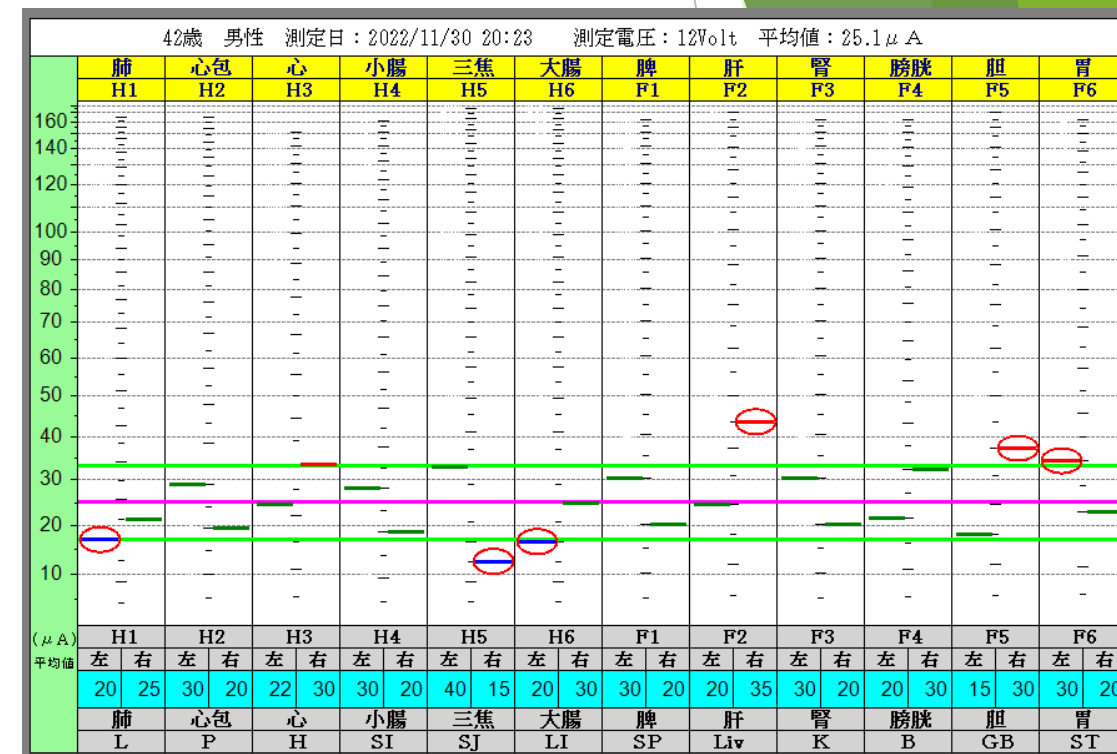 42歳 男性 測定日：2022/11/30 20:23 測定電圧：12Volt 平均値：25.1μA
肺 心包 心 小腸 三焦 大腸 脾 肝 腎 膀胱 胆 胃
H1 H2 H3 H4 H5 H6 F1 F2 F3 F4 F5 F6
160
140
120
100
90
80
70
60
50
40
30
20
10
(μA) H1 H2 H3 H4 H5 H6 F1 F2 F3 F4 F5 F6
平均値 左 右 左 右 左 右 左 右 左 右 左 右 左 右 左 右 左 右 左 右 左 右 左 右
20 25 30 20 22 30 30 20 40 15 20 30 30 20 20 35 30 20 20 30 15 30 30 20
肺 心包 心 小腸 三焦 大腸 脾 肝 腎 膀胱 胆 胃
L P H SI SJ LI SP Liv K B GB ST